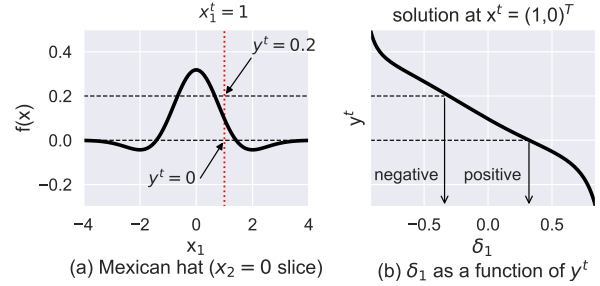 x₁ᵗ = 1
solution at xᵗ = (1,0)ᵀ
0.4
0.2
0.0
−0.2
f(x)
yᵗ = 0.2
yᵗ = 0
−4
−2
0
2
4
x₁
(a) Mexican hat (x₂ = 0 slice)
yᵗ
negative
positive
−0.5
0.0
0.5
δ₁
(b) δ₁ as a function of yᵗ